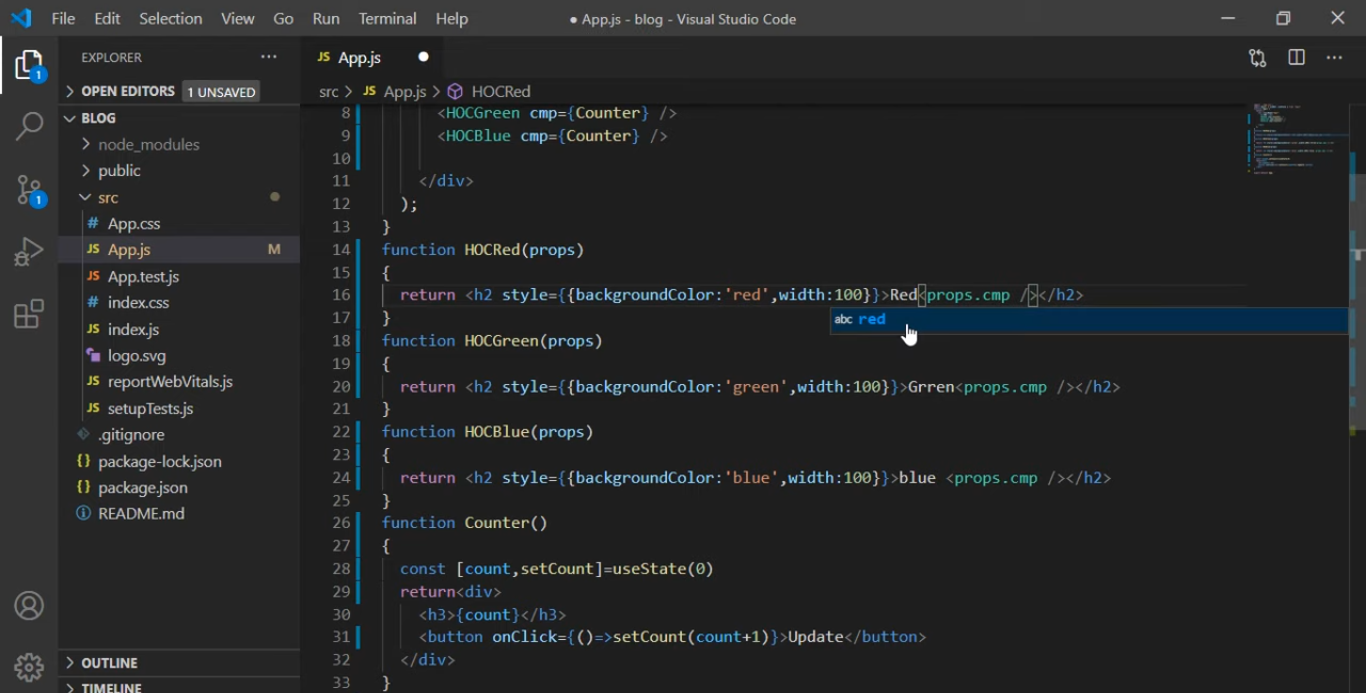 File Edit Selection View Go Run Terminal Help ● App.js - blog - Visual Studio Code
EXPLORER ···
JS App.js ●
> OPEN EDITORS 1 UNSAVED
src > JS App.js > HOCRed
BLOG
> node_modules
> public
src
# App.css
JS App.js M
JS App.test.js
# index.css
JS index.js
logo.svg
JS reportWebVitals.js
JS setupTests.js
.gitignore
{} package-lock.json
{} package.json
README.md
> OUTLINE
> TIMELINE
1
1
8 <HOCGreen cmp={Counter} />
9 <HOCBlue cmp={Counter} />
10
11 </div>
12 );
13 }
14 function HOCRed(props)
15 {
16 return <h2 style={{backgroundColor:'red',width:100}}>Red<props.cmp /></h2>
abc red
17 }
18 function HOCGreen(props)
19 {
20 return <h2 style={{backgroundColor:'green',width:100}}>Grren<props.cmp /></h2>
21 }
22 function HOCBlue(props)
23 {
24 return <h2 style={{backgroundColor:'blue',width:100}}>blue <props.cmp /></h2>
25 }
26 function Counter()
27 {
28 const [count,setCount]=useState(0)
29 return<div>
30 <h3>{count}</h3>
31 <button onClick={()=>setCount(count+1)}>Update</button>
32 </div>
33 }